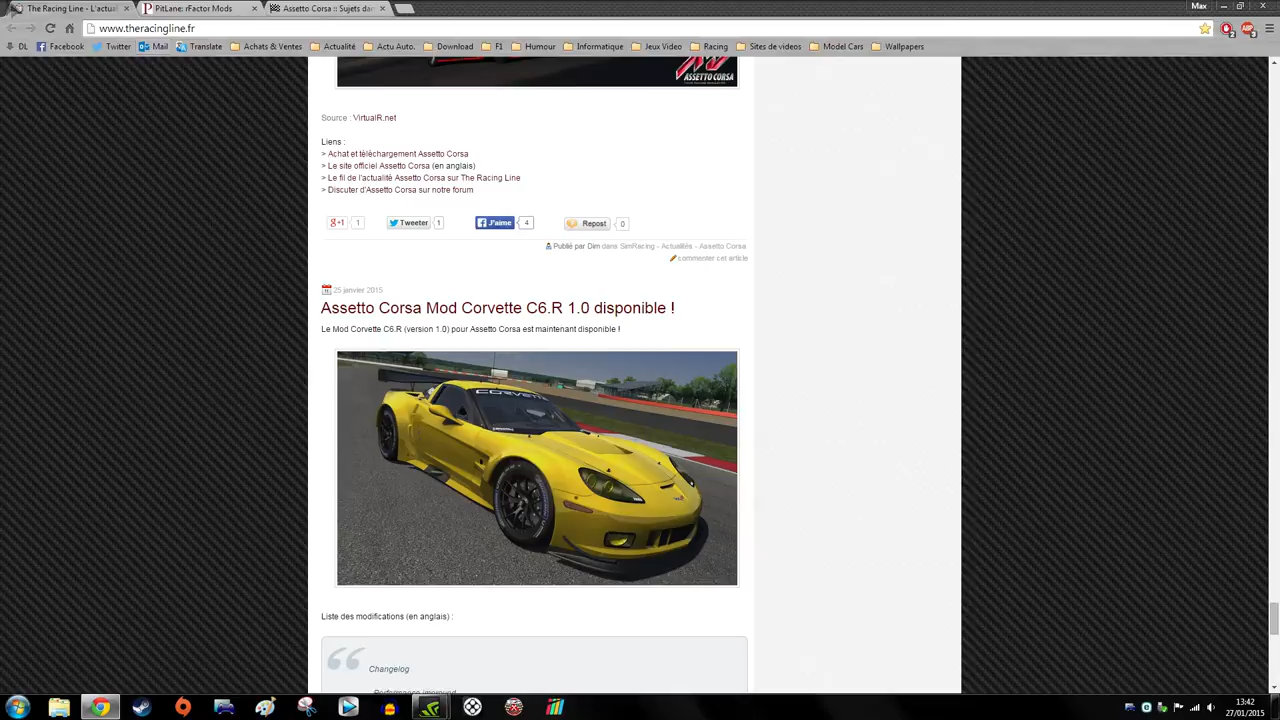 The Racing Line - L'actual
PitLane: rFactor Mods
Assetto Corsa :: Sujets dan
Max
www.theracingline.fr
DL
Facebook
Twitter
Mail
Translate
Achats & Ventes
Actualité
Actu Auto.
Download
F1
Humour
Informatique
Jeux Video
Racing
Sites de videos
Model Cars
Wallpapers
ASSETTO CORSA
Source : VirtualR.net
Liens :
> Achat et téléchargement Assetto Corsa
> Le site officiel Assetto Corsa (en anglais)
> Le fil de l'actualité Assetto Corsa sur The Racing Line
> Discuter d'Assetto Corsa sur notre forum
g+1 1 Tweeter 1 J'aime 4 Repost 0
Publié par Dim dans SimRacing - Actualités - Assetto Corsa
commenter cet article
25 janvier 2015
Assetto Corsa Mod Corvette C6.R 1.0 disponible !
Le Mod Corvette C6.R (version 1.0) pour Assetto Corsa est maintenant disponible !
CORVETTE
Liste des modifications (en anglais) :
Changelog
13:42
27/01/2015